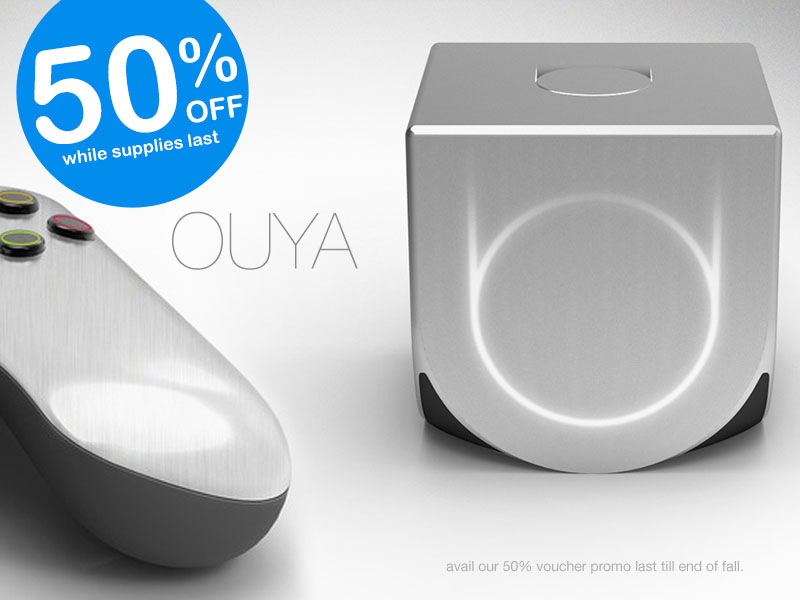 50%
OFF
while supplies last
OUYA
avail our 50% voucher promo last till end of fall.